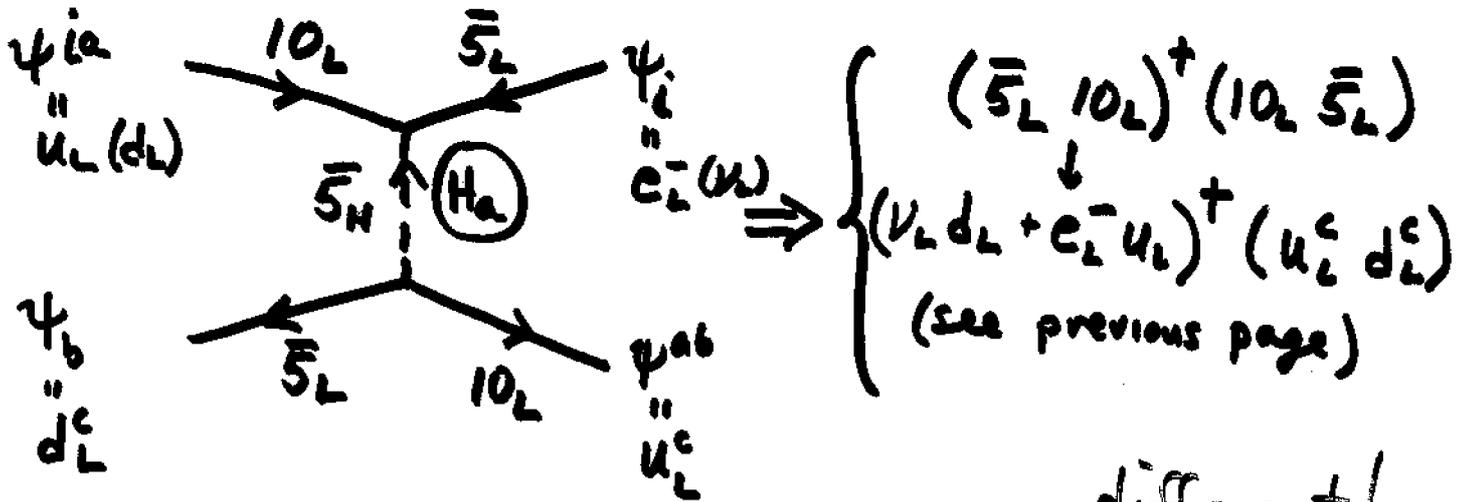 ψ^{ia} 10_L 5̄_L ψ_i
"
u_L (d_L)
"
e_L^- (ν_L)
5̄_H H_a
ψ_b 5̄_L 10_L ψ^{ab}
"
d_L^c
"
u_L^c
⇒ { (5̄_L 10_L)^† (10_L 5̄_L)
↓
(ν_L d_L + e_L^- u_L)^† (u_L^c d_L^c)
(see previous page)